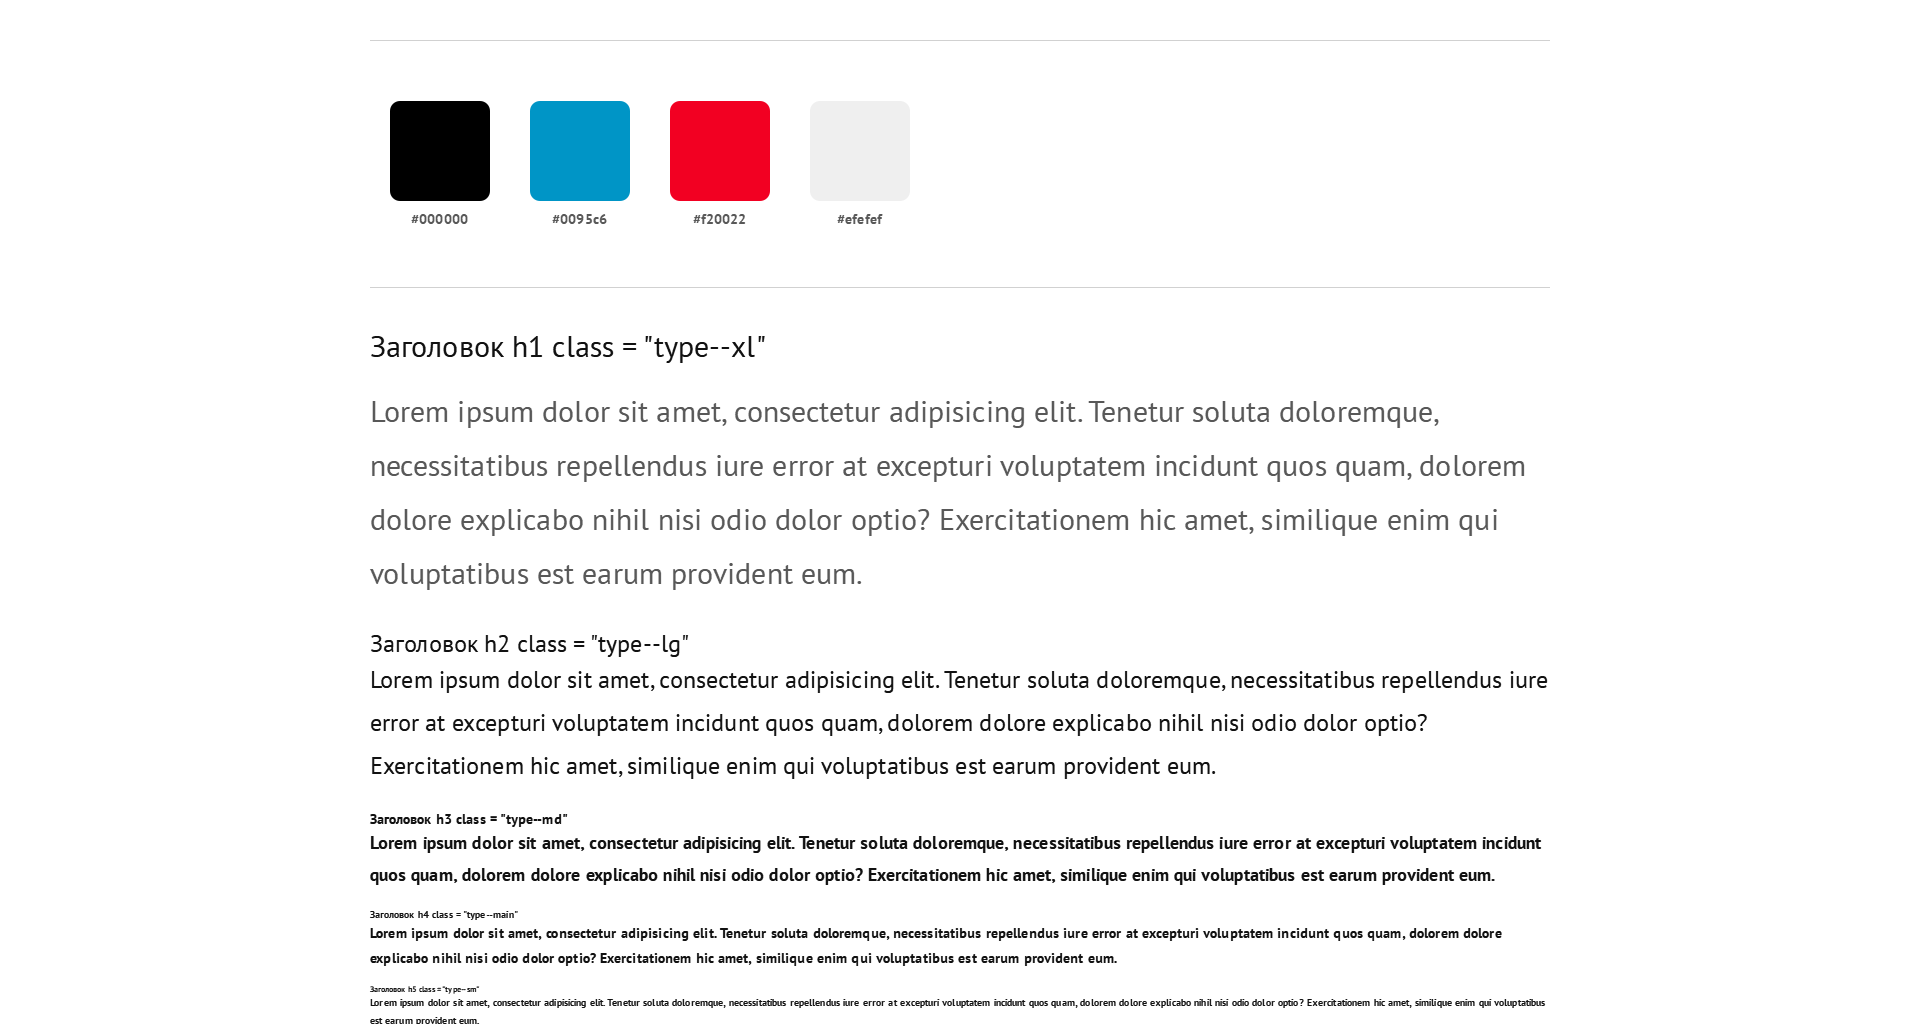 #000000
#0095c6
#f20022
#efefef
Заголовок h1 class = "type--xl"
Lorem ipsum dolor sit amet, consectetur adipisicing elit. Tenetur soluta doloremque,
necessitatibus repellendus iure error at excepturi voluptatem incidunt quos quam, dolorem
dolore explicabo nihil nisi odio dolor optio? Exercitationem hic amet, similique enim qui
voluptatibus est earum provident eum.
Заголовок h2 class = "type--lg"
Lorem ipsum dolor sit amet, consectetur adipisicing elit. Tenetur soluta doloremque, necessitatibus repellendus iure
error at excepturi voluptatem incidunt quos quam, dolorem dolore explicabo nihil nisi odio dolor optio?
Exercitationem hic amet, similique enim qui voluptatibus est earum provident eum.
Заголовок h3 class = "type--md"
Lorem ipsum dolor sit amet, consectetur adipisicing elit. Tenetur soluta doloremque, necessitatibus repellendus iure error at excepturi voluptatem incidunt
quos quam, dolorem dolore explicabo nihil nisi odio dolor optio? Exercitationem hic amet, similique enim qui voluptatibus est earum provident eum.
Заголовок h4 class = "type--main"
Lorem ipsum dolor sit amet, consectetur adipisicing elit. Tenetur soluta doloremque, necessitatibus repellendus iure error at excepturi voluptatem incidunt quos quam, dolorem dolore
explicabo nihil nisi odio dolor optio? Exercitationem hic amet, similique enim qui voluptatibus est earum provident eum.
Заголовок h5 class = "type--sm"
Lorem ipsum dolor sit amet, consectetur adipisicing elit. Tenetur soluta doloremque, necessitatibus repellendus iure error at excepturi voluptatem incidunt quos quam, dolorem dolore explicabo nihil nisi odio dolor optio? Exercitationem hic amet, similique enim qui voluptatibus
est earum provident eum.